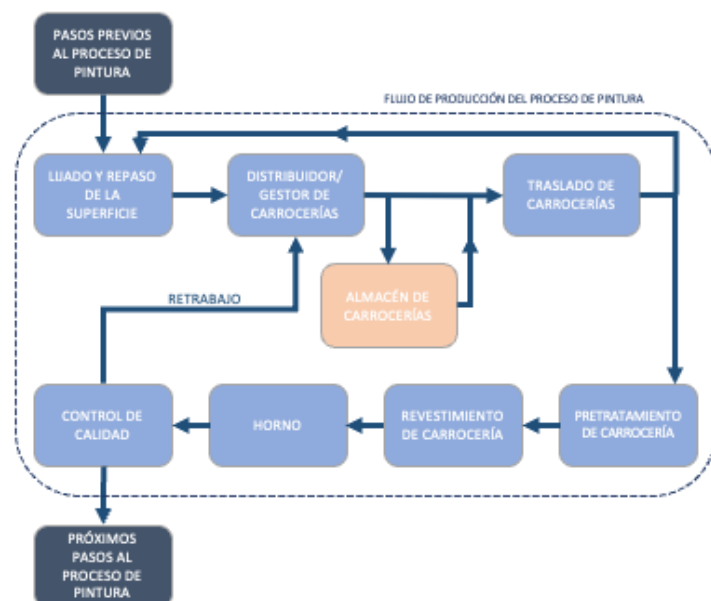 PASOS PREVIOS
AL PROCESO DE
PINTURA
FLUJO DE PRODUCCIÓN DEL PROCESO DE PINTURA
LIJADO Y REPASO
DE LA
SUPERFICIE
DISTRIBUIDOR/
GESTOR DE
CARROCERÍAS
TRASLADO DE
CARROCERÍAS
ALMACÉN DE
CARROCERÍAS
RETRABAJO
CONTROL DE
CALIDAD
HORNO
REVESTIMIENTO
DE CARROCERÍA
PRETRATAMIENTO
DE CARROCERÍA
PRÓXIMOS
PASOS AL
PROCESO DE
PINTURA